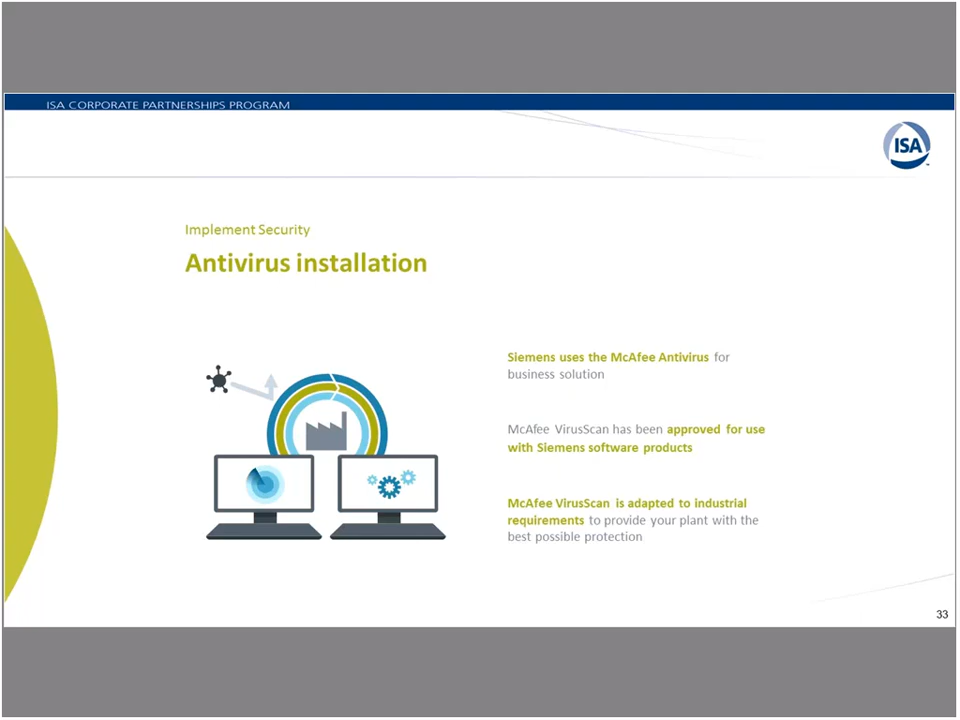 ISA CORPORATE PARTNERSHIPS PROGRAM
ISA
Implement Security
Antivirus installation
Siemens uses the McAfee Antivirus for
business solution
McAfee VirusScan has been approved for use
with Siemens software products
McAfee VirusScan is adapted to industrial
requirements to provide your plant with the
best possible protection
33